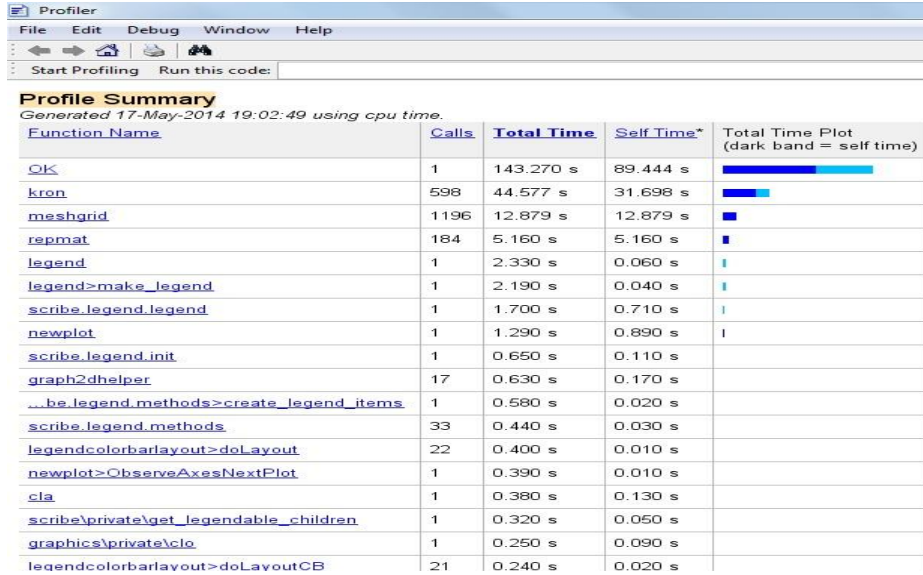 Profiler
File Edit Debug Window Help
Start Profiling Run this code:
Profile Summary
Generated 17-May-2014 19:02:49 using cpu time.
Function Name Calls Total Time Self Time* Total Time Plot
(dark band = self time)
OK 1 143.270 s 89.444 s
kron 598 44.577 s 31.698 s
meshgrid 1196 12.879 s 12.879 s
repmat 184 5.160 s 5.160 s
legend 1 2.330 s 0.060 s
legend>make_legend 1 2.190 s 0.040 s
scribe.legend.legend 1 1.700 s 0.710 s
newplot 1 1.290 s 0.890 s
scribe.legend.init 1 0.650 s 0.110 s
graph2dhelper 17 0.630 s 0.170 s
...be.legend.methods>create_legend_items 1 0.580 s 0.020 s
scribe.legend.methods 33 0.440 s 0.030 s
legendcolorbarlayout>doLayout 22 0.400 s 0.010 s
newplot>ObserveAxesNextPlot 1 0.390 s 0.010 s
cla 1 0.380 s 0.130 s
scribe\private\get_legendable_children 1 0.320 s 0.050 s
graphics\private\clo 1 0.250 s 0.090 s
legendcolorbarlayout>doLayoutCB 21 0.240 s 0.020 s